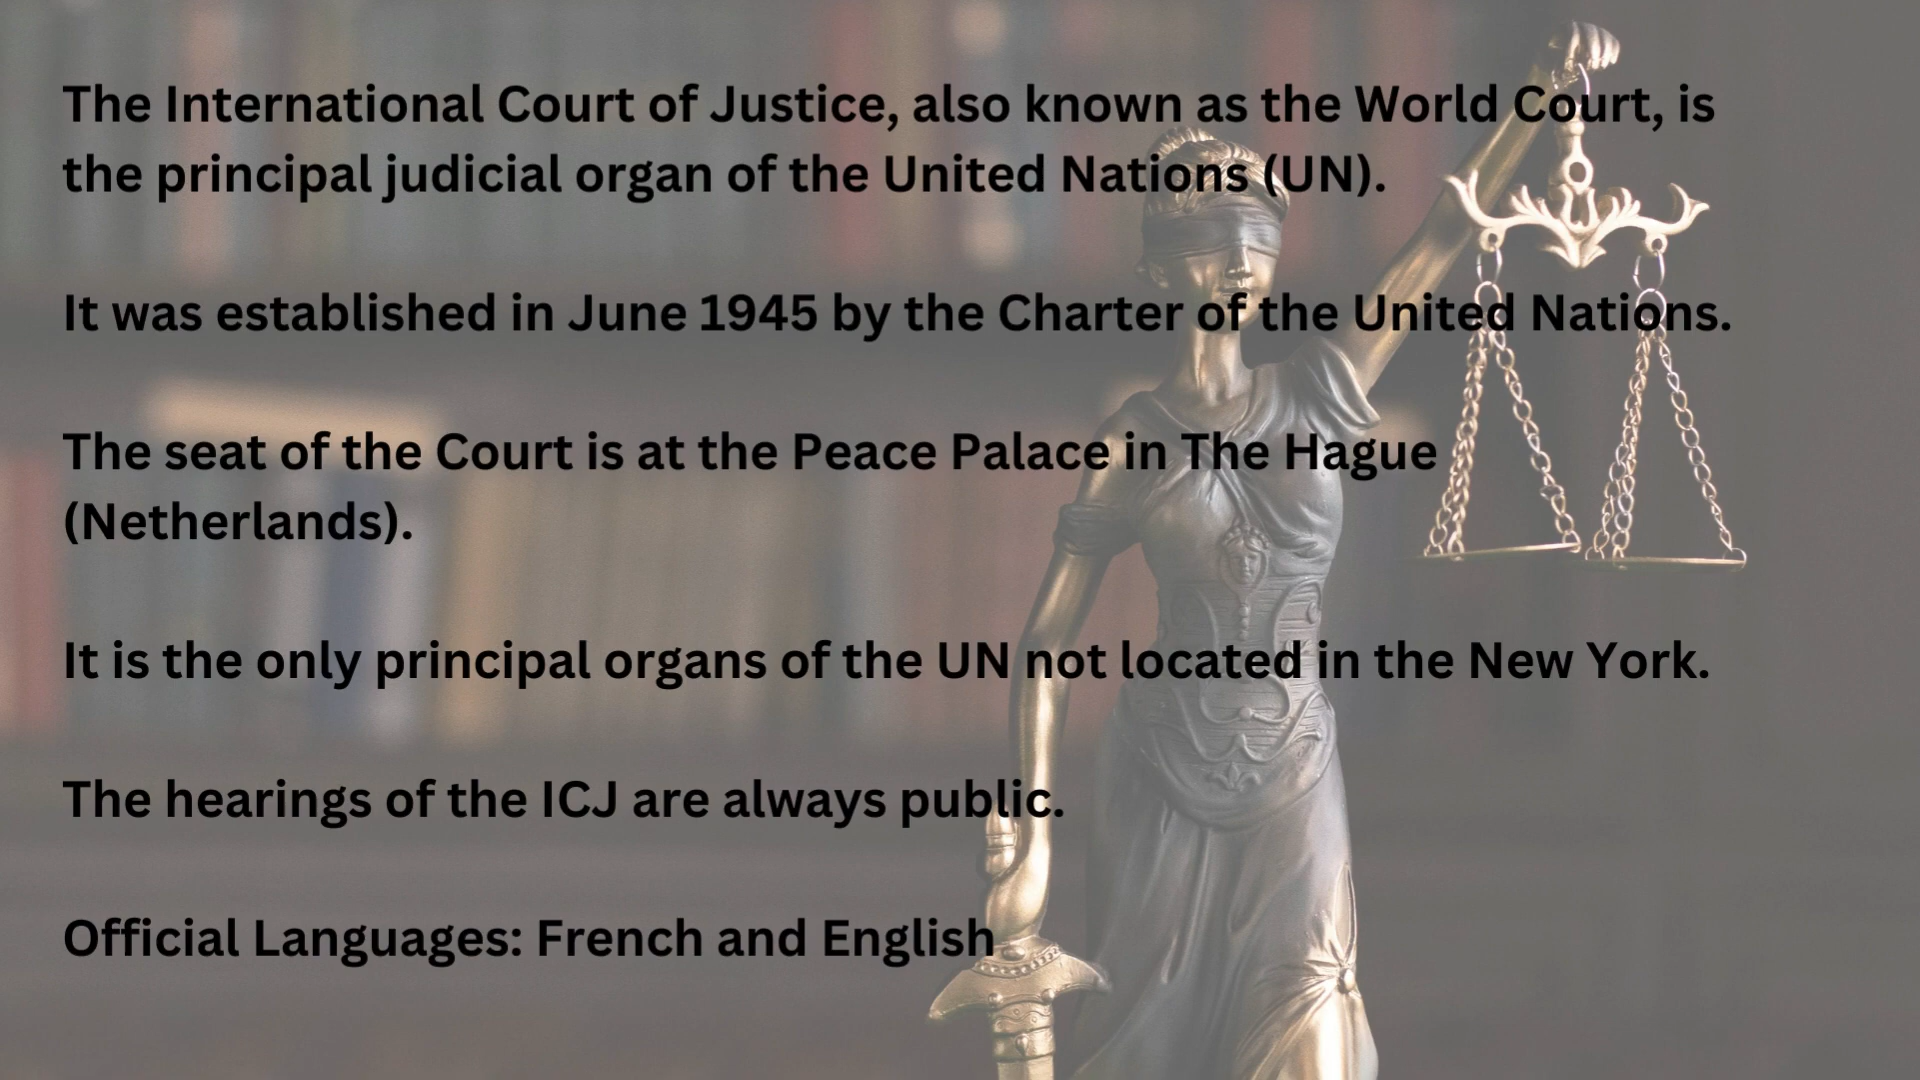 The International Court of Justice, also known as the World Court, is
the principal judicial organ of the United Nations (UN).
It was established in June 1945 by the Charter of the United Nations.
The seat of the Court is at the Peace Palace in The Hague
(Netherlands).
It is the only principal organs of the UN not located in the New York.
The hearings of the ICJ are always public.
Official Languages: French and English